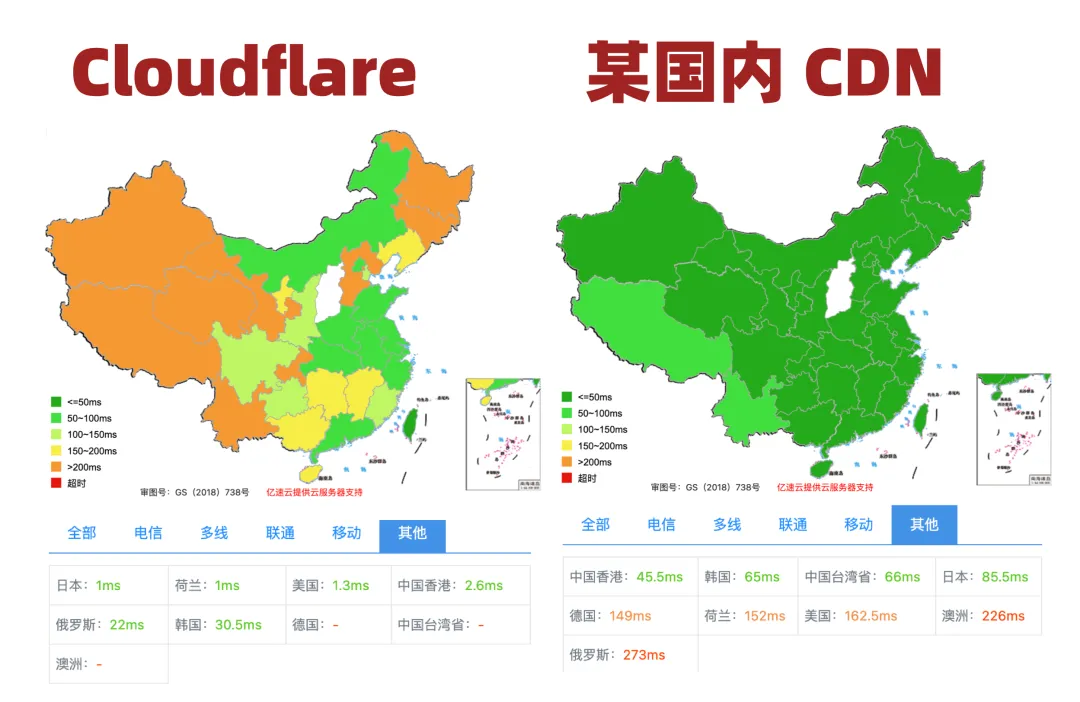 Cloudflare
<=50ms
50~100ms
100~150ms
150~200ms
>200ms
超时
审图号：GS（2018）738号
亿速云提供云服务器支持
全部 电信 多线 联通 移动 其他
日本：1ms 荷兰：1ms 美国：1.3ms 中国香港：2.6ms
俄罗斯：22ms 韩国：30.5ms 德国：- 中国台湾省：-
澳洲：-
某国内 CDN
<=50ms
50~100ms
100~150ms
150~200ms
>200ms
超时
审图号：GS（2018）738号
亿速云提供云服务器支持
全部 电信 多线 联通 移动 其他
中国香港：45.5ms 韩国：65ms 中国台湾省：66ms 日本：85.5ms
德国：149ms 荷兰：152ms 美国：162.5ms 澳洲：226ms
俄罗斯：273ms